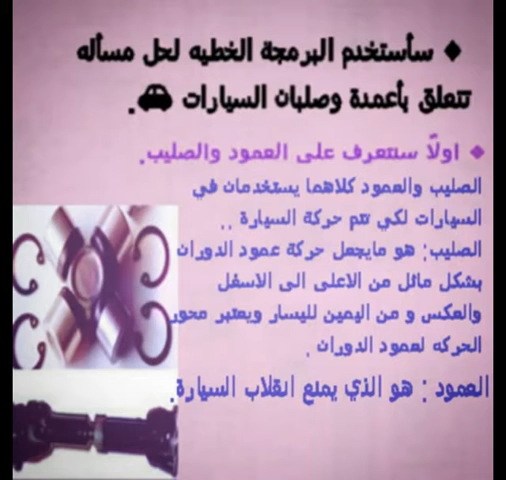 ◆ سأستخدم البرمجة الخطيه لحل مسأله
تتعلق بأعمدة وصلبان السيارات 🚗.
◆ اولاً سنتعرف على العمود والصليب.
الصليب والعمود كلاهما يستخدمان في
السيارات لكي تتم حركة السيارة ..
الصليب: هو مايجعل حركة عمود الدوران
بشكل مائل من الاعلى الى الاسفل
والعكس و من اليمين لليسار ويعتبر محور
الحركه لعمود الدوران .
العمود : هو الذي يمنع انقلاب السيارة.